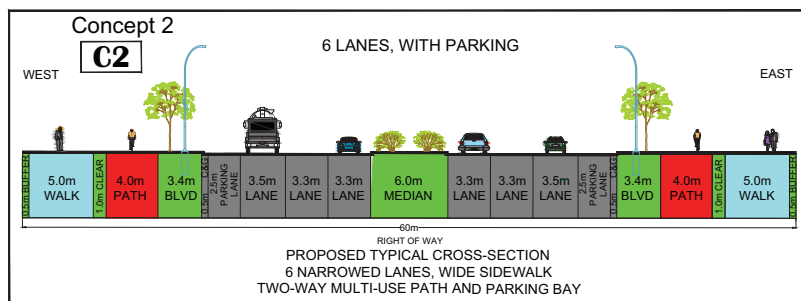 Concept 2
C2
6 LANES, WITH PARKING
WEST
EAST
0.5m BUFFER
5.0m
WALK
1.0m CLEAR
4.0m
PATH
3.4m
BLVD
0.5m C&G
2.5m
PARKING
LANE
3.5m
LANE
3.3m
LANE
3.3m
LANE
6.0m
MEDIAN
3.3m
LANE
3.3m
LANE
3.5m
LANE
2.5m
PARKING
LANE
0.5m C&G
3.4m
BLVD
4.0m
PATH
1.0m CLEAR
5.0m
WALK
0.5m BUFFER
60m
RIGHT OF WAY
PROPOSED TYPICAL CROSS-SECTION
6 NARROWED LANES, WIDE SIDEWALK
TWO-WAY MULTI-USE PATH AND PARKING BAY